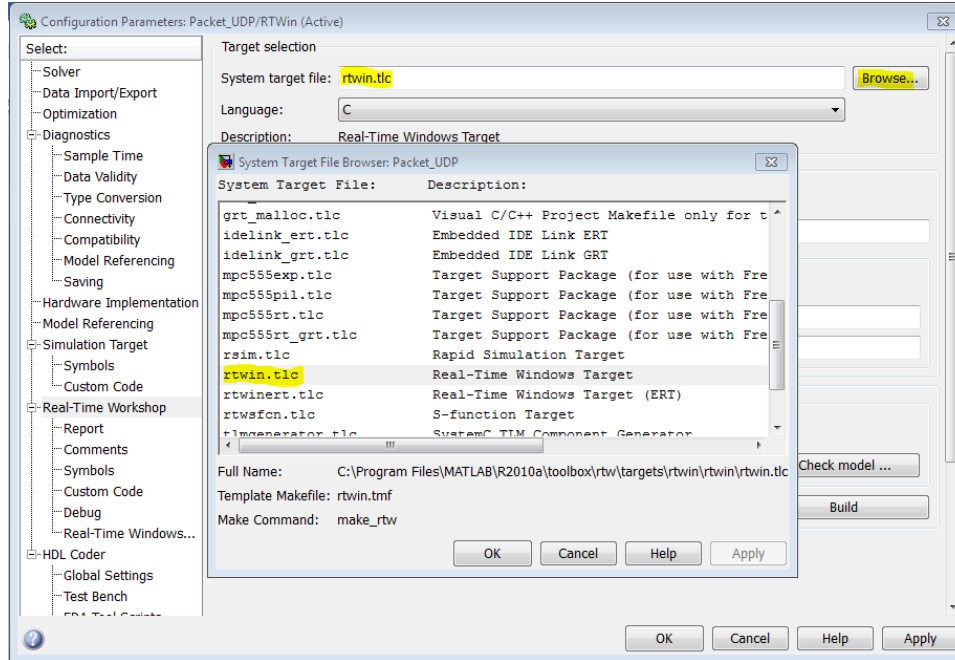 Configuration Parameters: Packet_UDP/RTWin (Active)
Select:
Solver
Data Import/Export
Optimization
Diagnostics
Sample Time
Data Validity
Type Conversion
Connectivity
Compatibility
Model Referencing
Saving
Hardware Implementation
Model Referencing
Simulation Target
Symbols
Custom Code
Real-Time Workshop
Report
Comments
Symbols
Custom Code
Debug
Real-Time Windows...
HDL Coder
Global Settings
Test Bench
EDA Tool Scripts
Target selection
System target file: rtwin.tlc Browse...
Language: C
Description: Real-Time Windows Target
System Target File Browser: Packet_UDP
System Target File: Description:
grt_malloc.tlc Visual C/C++ Project Makefile only for t
idelink_ert.tlc Embedded IDE Link ERT
idelink_grt.tlc Embedded IDE Link GRT
mpc555exp.tlc Target Support Package (for use with Fre
mpc555pil.tlc Target Support Package (for use with Fre
mpc555rt.tlc Target Support Package (for use with Fre
mpc555rt_grt.tlc Target Support Package (for use with Fre
rsim.tlc Rapid Simulation Target
rtwin.tlc Real-Time Windows Target
rtwinert.tlc Real-Time Windows Target (ERT)
rtwsfcn.tlc S-function Target
tlmgenerator.tlc SystemC TLM Component Generator
Full Name: C:\Program Files\MATLAB\R2010a\toolbox\rtw\targets\rtwin\rtwin\rtwin.tlc
Template Makefile: rtwin.tmf
Make Command: make_rtw
OK Cancel Help Apply
Check model ...
Build
OK Cancel Help Apply